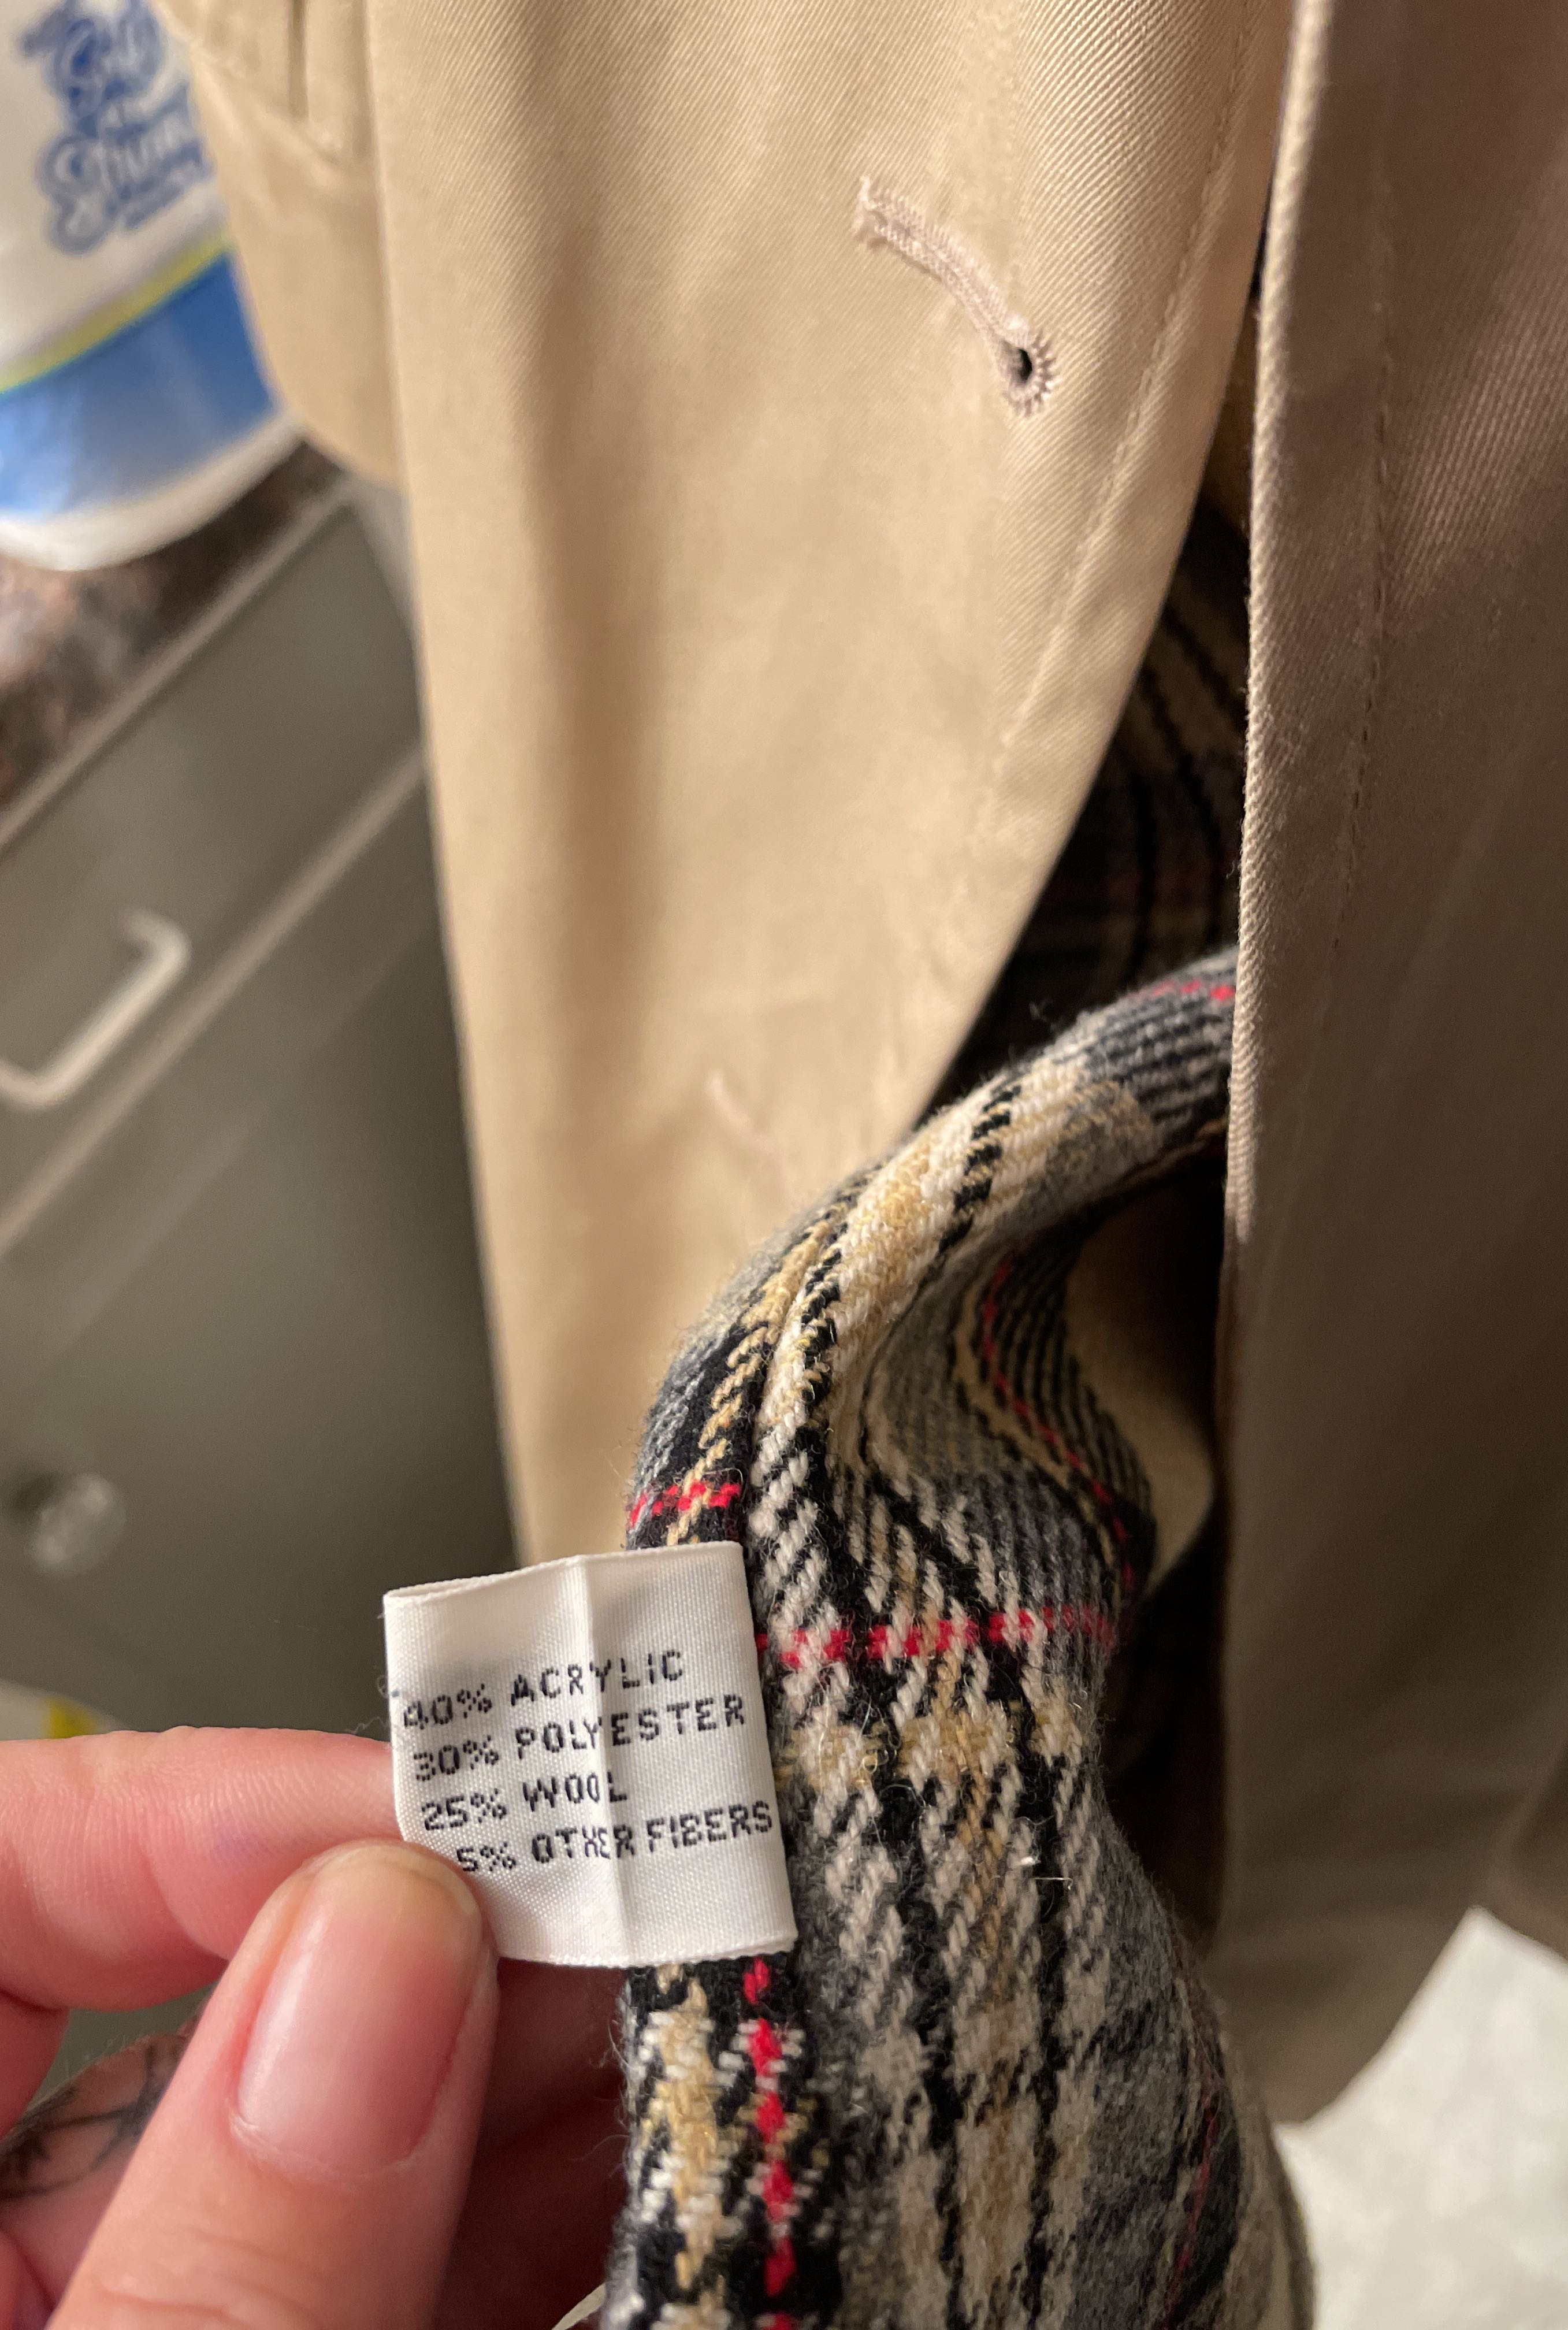 40% ACRYLIC
30% POLYESTER
25% WOOL
5% OTHER FIBERS